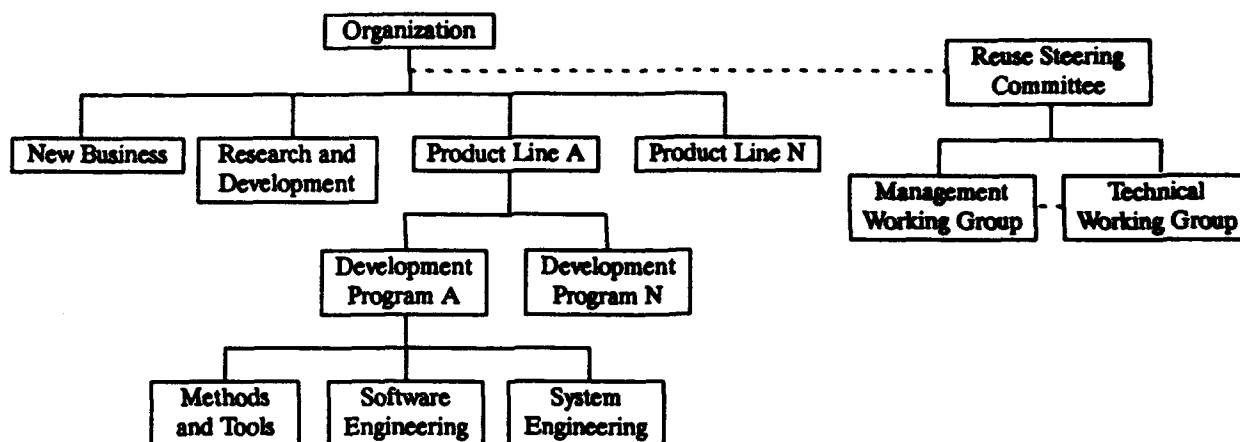 Organization
Reuse Steering
Committee
New Business
Research and
Development
Product Line A
Product Line N
Management
Working Group
Technical
Working Group
Development
Program A
Development
Program N
Methods
and Tools
Software
Engineering
System
Engineering